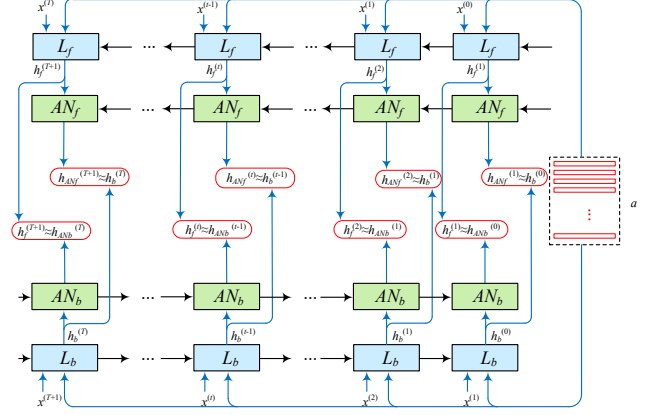 x^(T) x^(t-1) x^(1) x^(0)
L_f ... L_f ... L_f L_f
h_f^(T+1) h_f^(t) h_f^(2) h_f^(1)
AN_f ... AN_f ... AN_f AN_f
h_ANf^(T+1)≈h_b^(T) h_ANf^(t)≈h_b^(t-1) h_ANf^(2)≈h_b^(1) h_ANf^(1)≈h_b^(0)
... a
h_f^(T+1)≈h_ANb^(T) h_f^(t)≈h_ANb^(t-1) h_f^(2)≈h_ANb^(1) h_f^(1)≈h_ANb^(0)
AN_b ... AN_b ... AN_b AN_b
h_b^(T) h_b^(t-1) h_b^(1) h_b^(0)
L_b ... L_b ... L_b L_b
x^(T+1) x^(t) x^(2) x^(1)